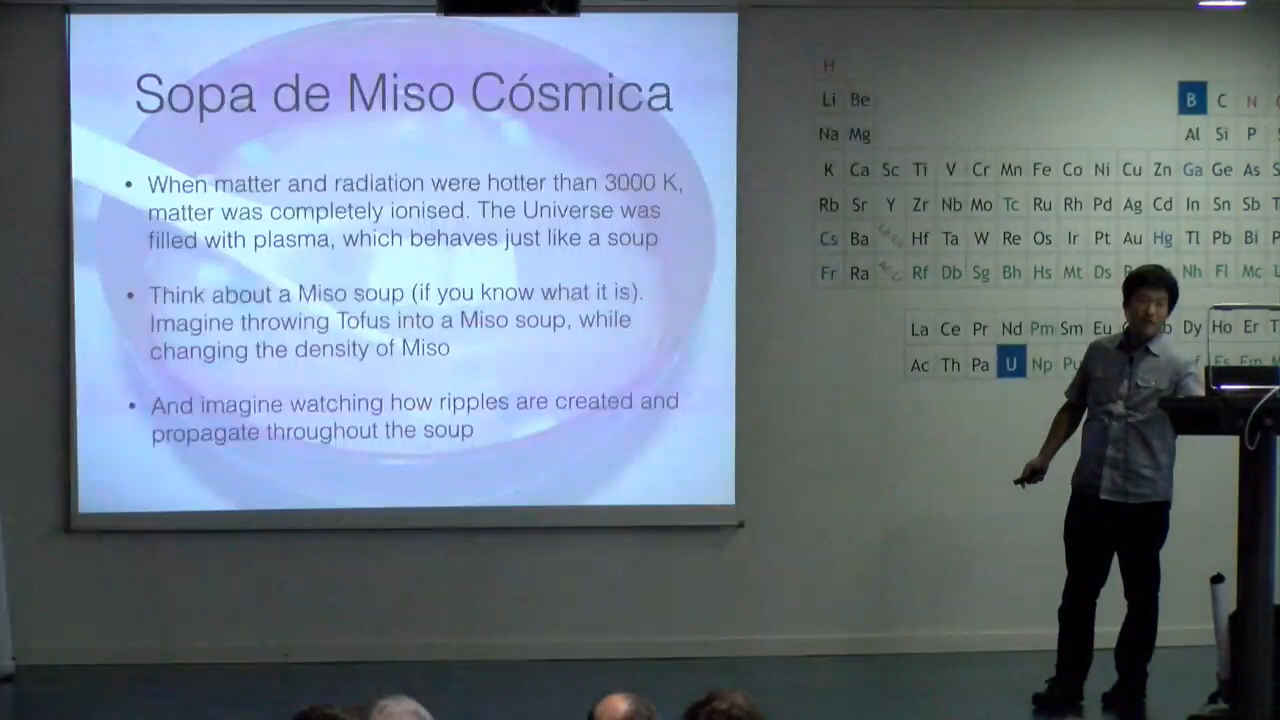 Sopa de Miso Cósmica
• When matter and radiation were hotter than 3000 K,
matter was completely ionised. The Universe was
filled with plasma, which behaves just like a soup
• Think about a Miso soup (if you know what it is).
Imagine throwing Tofus into a Miso soup, while
changing the density of Miso
• And imagine watching how ripples are created and
propagate throughout the soup
H
Li Be B C N
Na Mg Al Si P
K Ca Sc Ti V Cr Mn Fe Co Ni Cu Zn Ga Ge As
Rb Sr Y Zr Nb Mo Tc Ru Rh Pd Ag Cd In Sn Sb
Cs Ba Hf Ta W Re Os Ir Pt Au Hg Tl Pb Bi
Fr Ra Rf Db Sg Bh Hs Mt Ds Nh Fl Mc
La Ce Pr Nd Pm Sm Eu Dy Ho Er
Ac Th Pa U Np Pu Es Fm